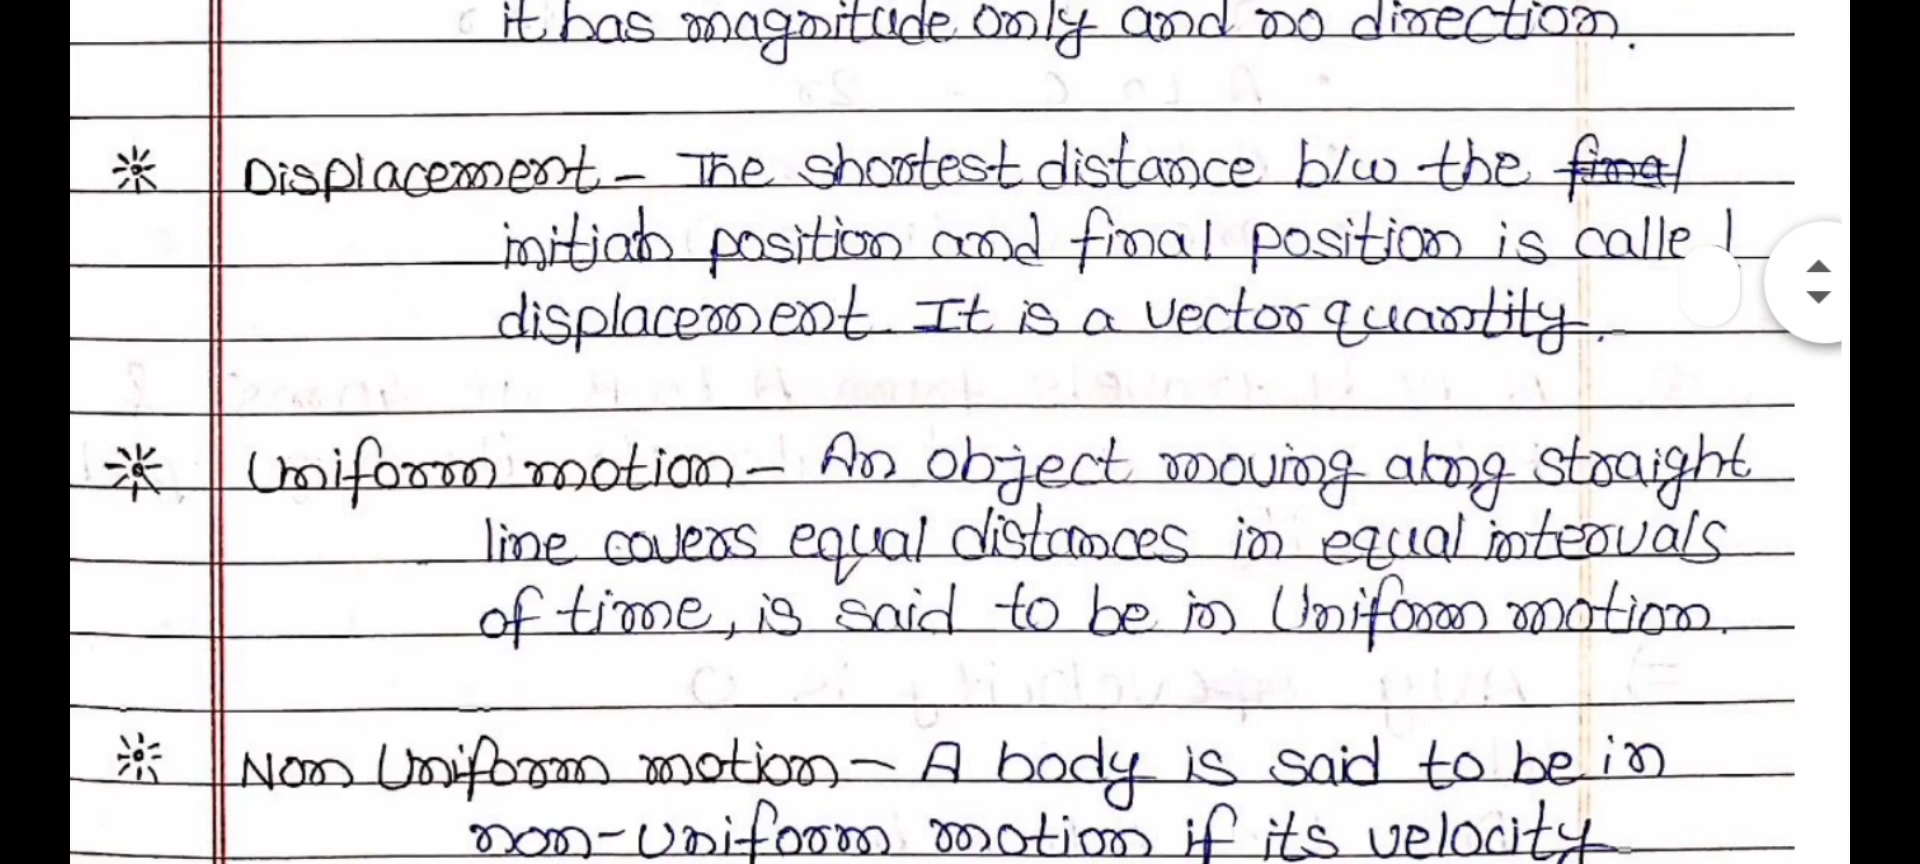 it has magnitude only and no direction.
Displacement - The shortest distance b/w the final
initial position and final position is called
displacement. It is a vector quantity.
Uniform motion - An object moving along straight
line covers equal distances in equal intervals
of time, is said to be in Uniform motion.
Non Uniform motion - A body is said to be in
non-uniform motion if its velocity